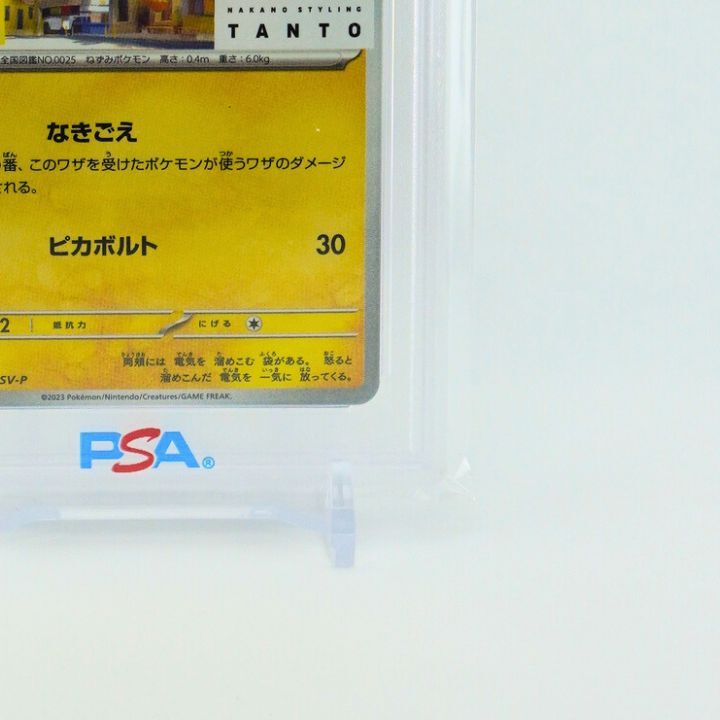 NAKANO STYLING
TANTO
全国図鑑NO.0025 ねずみポケモン 高さ:0.4m 重さ:6.0kg
なきごえ
番、このワザを受けたポケモンが使うワザのダメージ
される。
ピカボルト 30
2 抵抗力 にげる
両頬には 電気を 溜めこむ 袋がある。 怒ると
溜めこんだ 電気を 一気に 放ってくる。
SV-P
©2023 Pokémon/Nintendo/Creatures/GAME FREAK.
PSA®